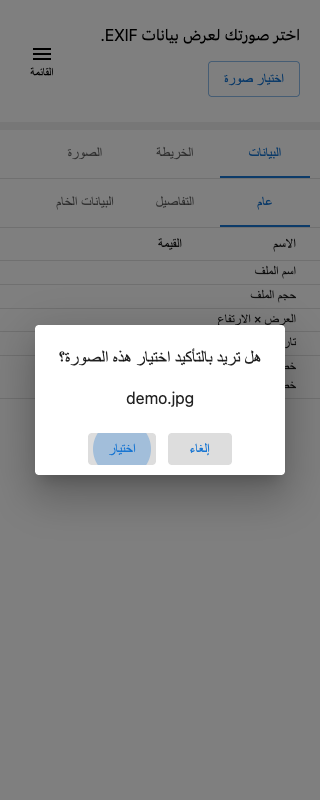 اختر صورتك لعرض بيانات EXIF.
القائمة
اختيار صورة
البيانات الخريطة الصورة
عام التفاصيل البيانات الخام
الاسم القيمة
اسم الملف
حجم الملف
العرض × الارتفاع
هل تريد بالتأكيد اختيار هذه الصورة؟
demo.jpg
إلغاء اختيار